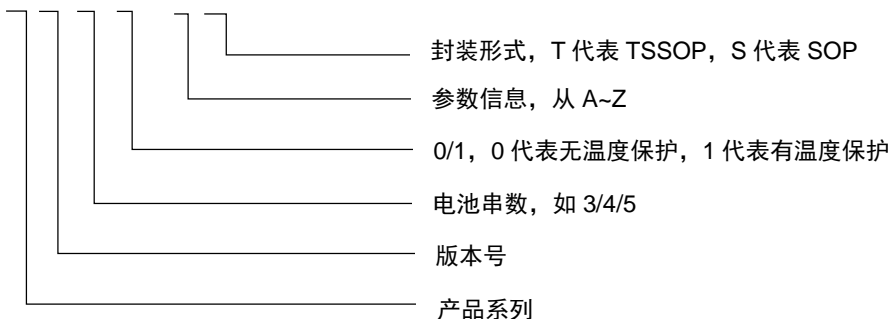 封装形式，T 代表 TSSOP，S 代表 SOP
参数信息，从 A~Z
0/1，0 代表无温度保护，1 代表有温度保护
电池串数，如 3/4/5
版本号
产品系列